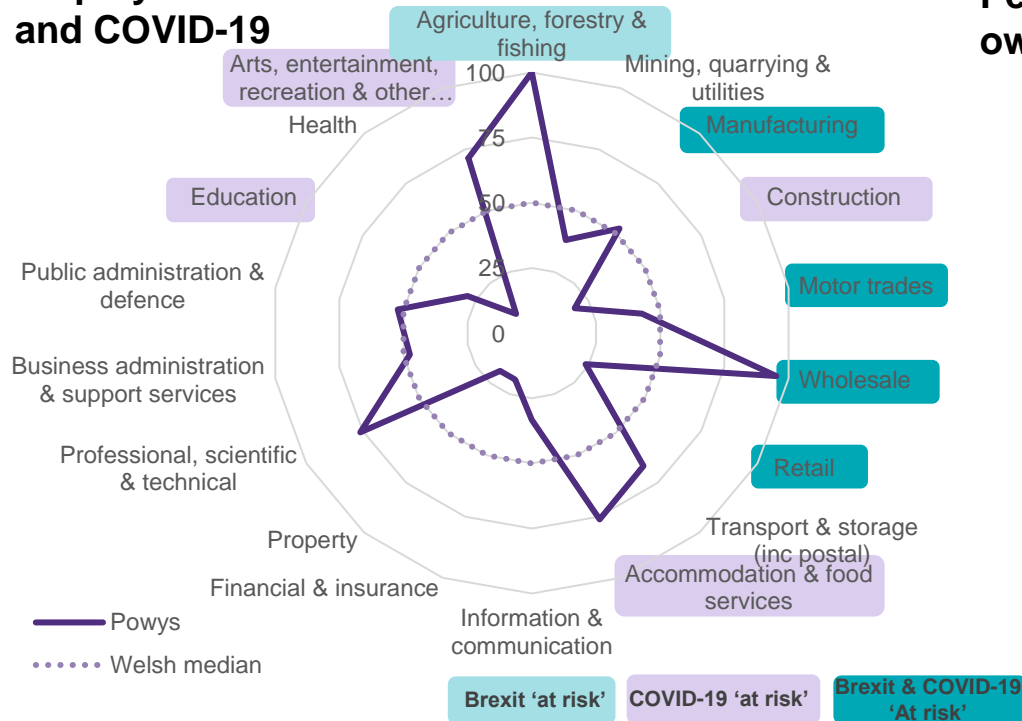 and COVID-19
Agriculture, forestry &
fishing
Arts, entertainment,
recreation & other…
Mining, quarrying &
utilities
Health
Manufacturing
Education
Construction
Public administration &
defence
Motor trades
Business administration
& support services
Wholesale
Professional, scientific
& technical
Retail
Property
Transport & storage
(inc postal)
Financial & insurance
Accommodation & food
services
Information &
communication
100
75
50
25
0
Powys
Welsh median
Brexit ‘at risk’
COVID-19 ‘at risk’
Brexit & COVID-19
‘At risk’